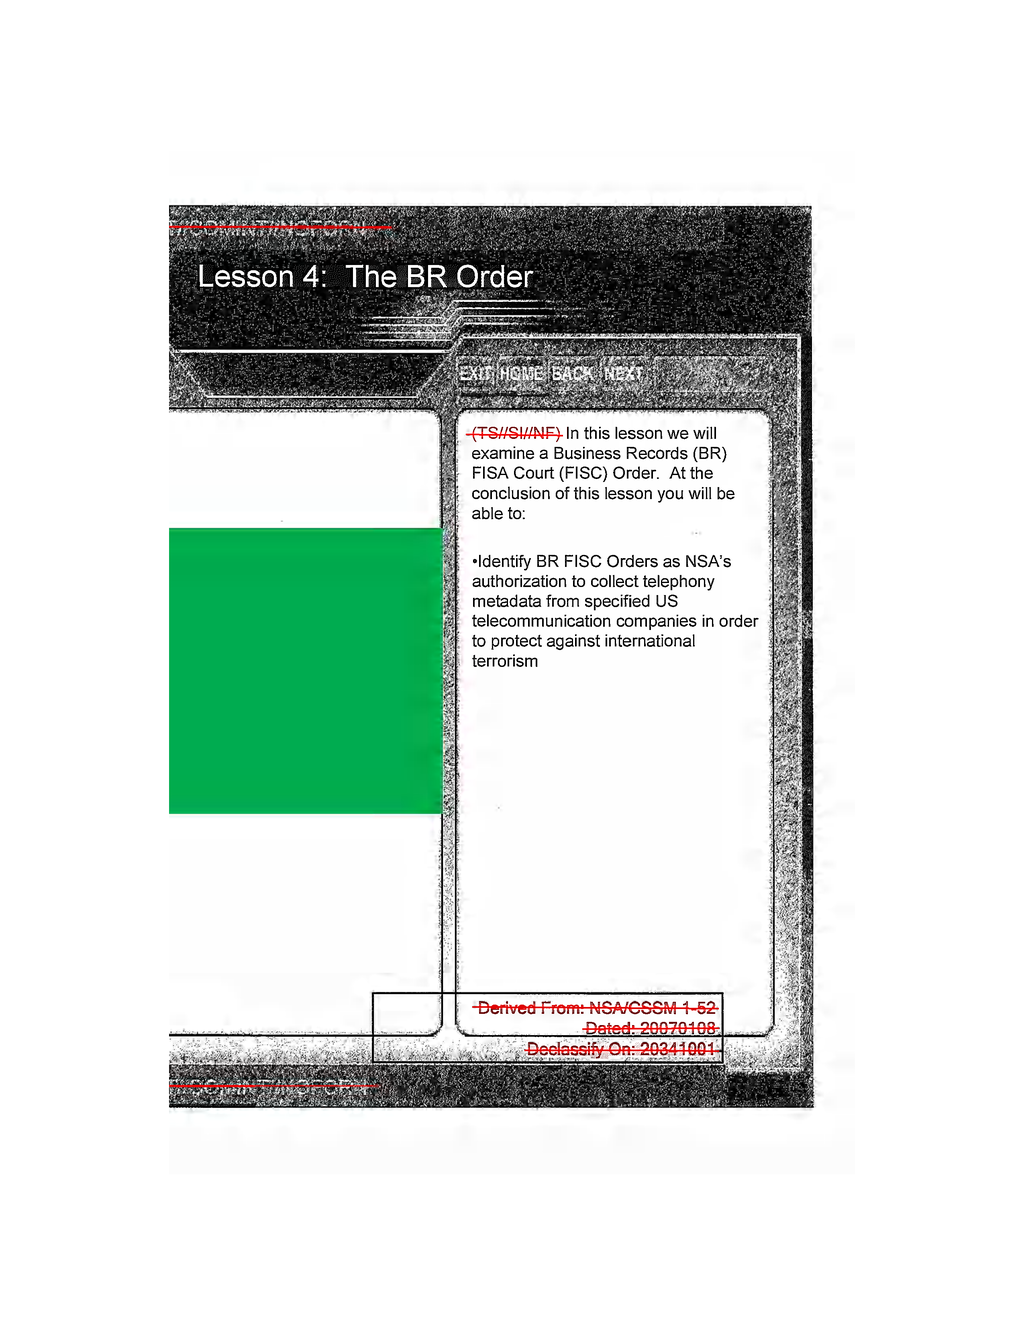 Lesson 4: The BR Order
EXIT HOME BACK NEXT
(TS//SI//NF) In this lesson we will
examine a Business Records (BR)
FISA Court (FISC) Order. At the
conclusion of this lesson you will be
able to:
•Identify BR FISC Orders as NSA's
authorization to collect telephony
metadata from specified US
telecommunication companies in order
to protect against international
terrorism
Derived From: NSA/CSSM 1-52
Dated: 20070108
Declassify On: 20341001